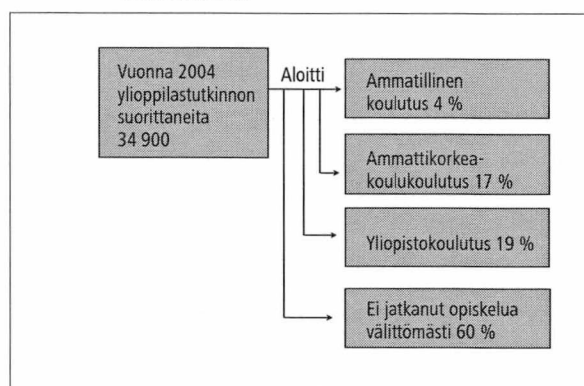 Vuonna 2004
ylioppilastutkinnon
suorittaneita
34 900
Aloitti
Ammatillinen
koulutus 4 %
Ammattikorkea-
koulukoulutus 17 %
Yliopistokoulutus 19 %
Ei jatkanut opiskelua
välittömästi 60 %